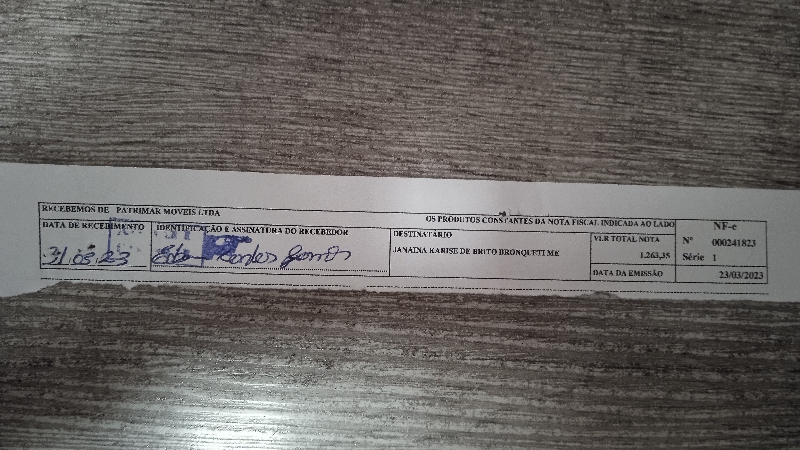 RECEBEMOS DE PATRIMAR MOVEIS LTDA OS PRODUTOS CONSTANTES DA NOTA FISCAL INDICADA AO LADO
NF-e
DATA DE RECEBIMENTO IDENTIFICAÇÃO E ASSINATURA DO RECEBEDOR
31 03 23
DESTINATÁRIO
JANAINA KARISE DE BRITO BRONQUETI ME
VLR TOTAL NOTA
1.263,35
DATA DA EMISSÃO
Nº 000241823
Série 1
23/03/2023